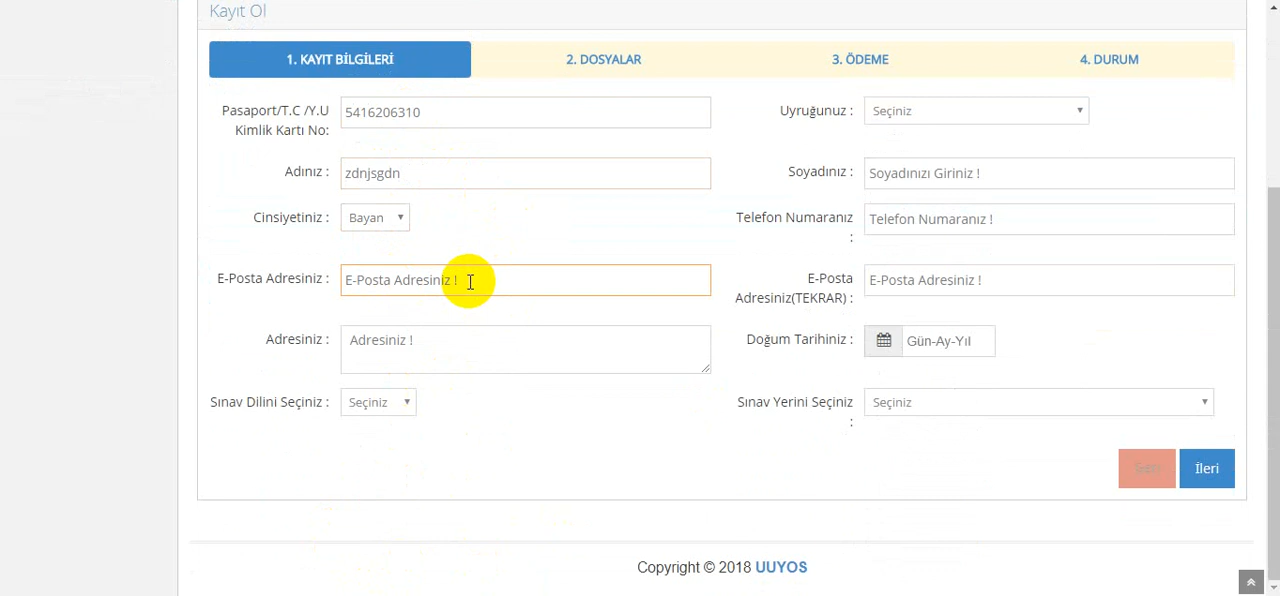 Kayıt Ol
1. KAYIT BİLGİLERİ
2. DOSYALAR
3. ÖDEME
4. DURUM
Pasaport/T.C /Y.U
Kimlik Kartı No:
5416206310
Uyruğunuz :
Seçiniz
Adınız :
zdnjsgdn
Soyadınız :
Soyadınızı Giriniz !
Cinsiyetiniz :
Bayan
Telefon Numaranız
:
Telefon Numaranız !
E-Posta Adresiniz :
E-Posta Adresiniz !
E-Posta
Adresiniz(TEKRAR) :
E-Posta Adresiniz !
Adresiniz :
Adresiniz !
Doğum Tarihiniz :
Gün-Ay-Yıl
Sınav Dilini Seçiniz :
Seçiniz
Sınav Yerini Seçiniz
:
Seçiniz
İleri
Copyright © 2018 UUYOS